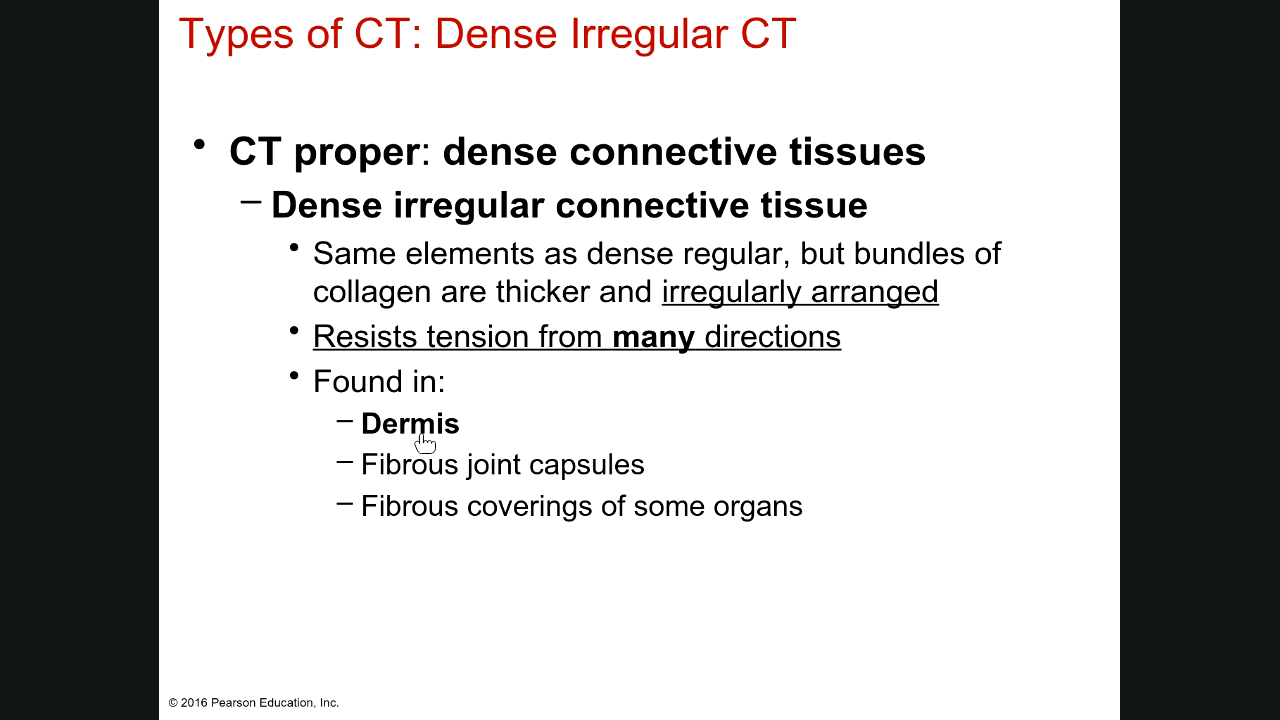 Types of CT: Dense Irregular CT
• CT proper: dense connective tissues
– Dense irregular connective tissue
• Same elements as dense regular, but bundles of
collagen are thicker and irregularly arranged
• Resists tension from many directions
• Found in:
– Dermis
– Fibrous joint capsules
– Fibrous coverings of some organs
© 2016 Pearson Education, Inc.